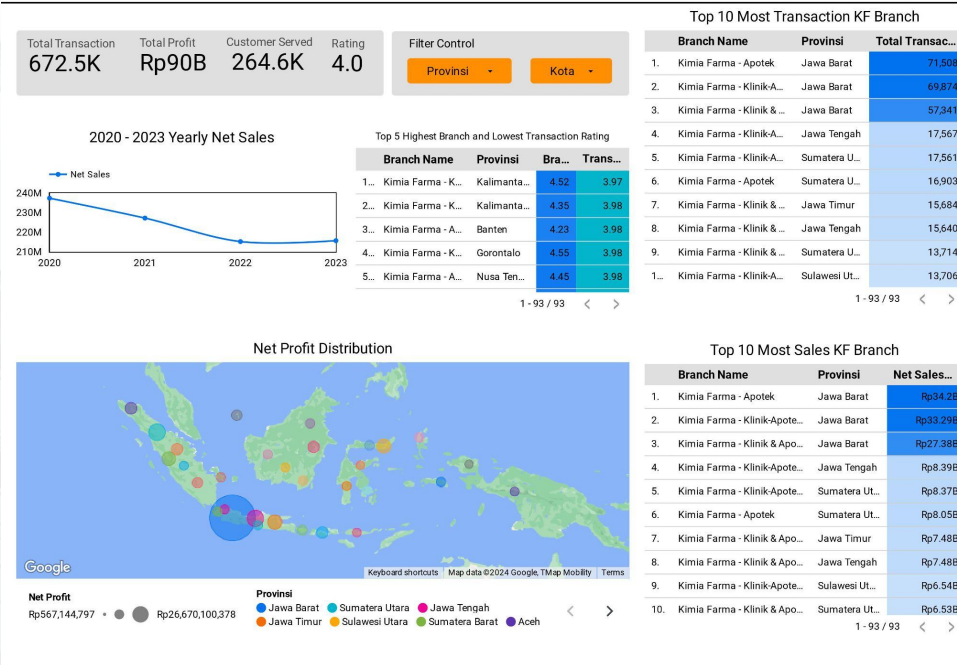 Total Transaction
672.5K
Total Profit
Rp90B
Customer Served
264.6K
Rating
4.0
Filter Control
Provinsi
Kota
Top 10 Most Transaction KF Branch
Branch Name Provinsi Total Transac...
1. Kimia Farma - Apotek Jawa Barat 71,508
2. Kimia Farma - Klinik-A... Jawa Barat 69,874
3. Kimia Farma - Klinik & ... Jawa Barat 57,341
4. Kimia Farma - Klinik-A... Jawa Tengah 17,567
5. Kimia Farma - Klinik-A... Sumatera U... 17,561
6. Kimia Farma - Apotek Sumatera U... 16,903
7. Kimia Farma - Klinik & ... Jawa Timur 15,684
8. Kimia Farma - Klinik & ... Jawa Tengah 15,640
9. Kimia Farma - Klinik & ... Sumatera U... 13,714
1... Kimia Farma - Klinik-A... Sulawesi Ut... 13,706
1 - 93 / 93 < >
2020 - 2023 Yearly Net Sales
Net Sales
240M
230M
220M
210M
2020 2021 2022 2023
Top 5 Highest Branch and Lowest Transaction Rating
Branch Name Provinsi Bra... Trans...
1... Kimia Farma - K... Kalimanta... 4.52 3.97
2... Kimia Farma - K... Kalimanta... 4.35 3.98
3... Kimia Farma - A... Banten 4.23 3.98
4... Kimia Farma - K... Gorontalo 4.55 3.98
5... Kimia Farma - A... Nusa Ten... 4.45 3.98
1 - 93 / 93 < >
Net Profit Distribution
Google
Keyboard shortcuts Map data ©2024 Google, TMap Mobility Terms
Net Profit
Rp567,144,797 Rp26,670,100,378
Provinsi
Jawa Barat Sumatera Utara Jawa Tengah
Jawa Timur Sulawesi Utara Sumatera Barat Aceh
< >
Top 10 Most Sales KF Branch
Branch Name Provinsi Net Sales...
1. Kimia Farma - Apotek Jawa Barat Rp34.2B
2. Kimia Farma - Klinik-Apote... Jawa Barat Rp33.29B
3. Kimia Farma - Klinik & Apo... Jawa Barat Rp27.38B
4. Kimia Farma - Klinik-Apote... Jawa Tengah Rp8.39B
5. Kimia Farma - Klinik-Apote... Sumatera Ut... Rp8.37B
6. Kimia Farma - Apotek Sumatera Ut... Rp8.05B
7. Kimia Farma - Klinik & Apo... Jawa Timur Rp7.48B
8. Kimia Farma - Klinik & Apo... Jawa Tengah Rp7.48B
9. Kimia Farma - Klinik-Apote... Sulawesi Ut... Rp6.54B
10. Kimia Farma - Klinik & Apo... Sumatera Ut... Rp6.53B
1 - 93 / 93 < >